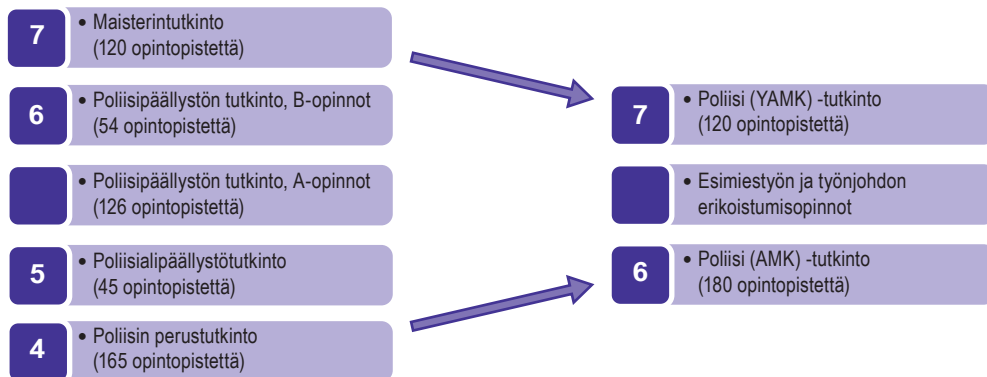 7
• Maisterintutkinto
(120 opintopistettä)
6
• Poliisipäällystön tutkinto, B-opinnot
(54 opintopistettä)
• Poliisipäällystön tutkinto, A-opinnot
(126 opintopistettä)
5
• Poliisialipäällystötutkinto
(45 opintopistettä)
4
• Poliisin perustutkinto
(165 opintopistettä)
7
• Poliisi (YAMK) -tutkinto
(120 opintopistettä)
• Esimiestyön ja työnjohdon
erikoistumisopinnot
6
• Poliisi (AMK) -tutkinto
(180 opintopistettä)